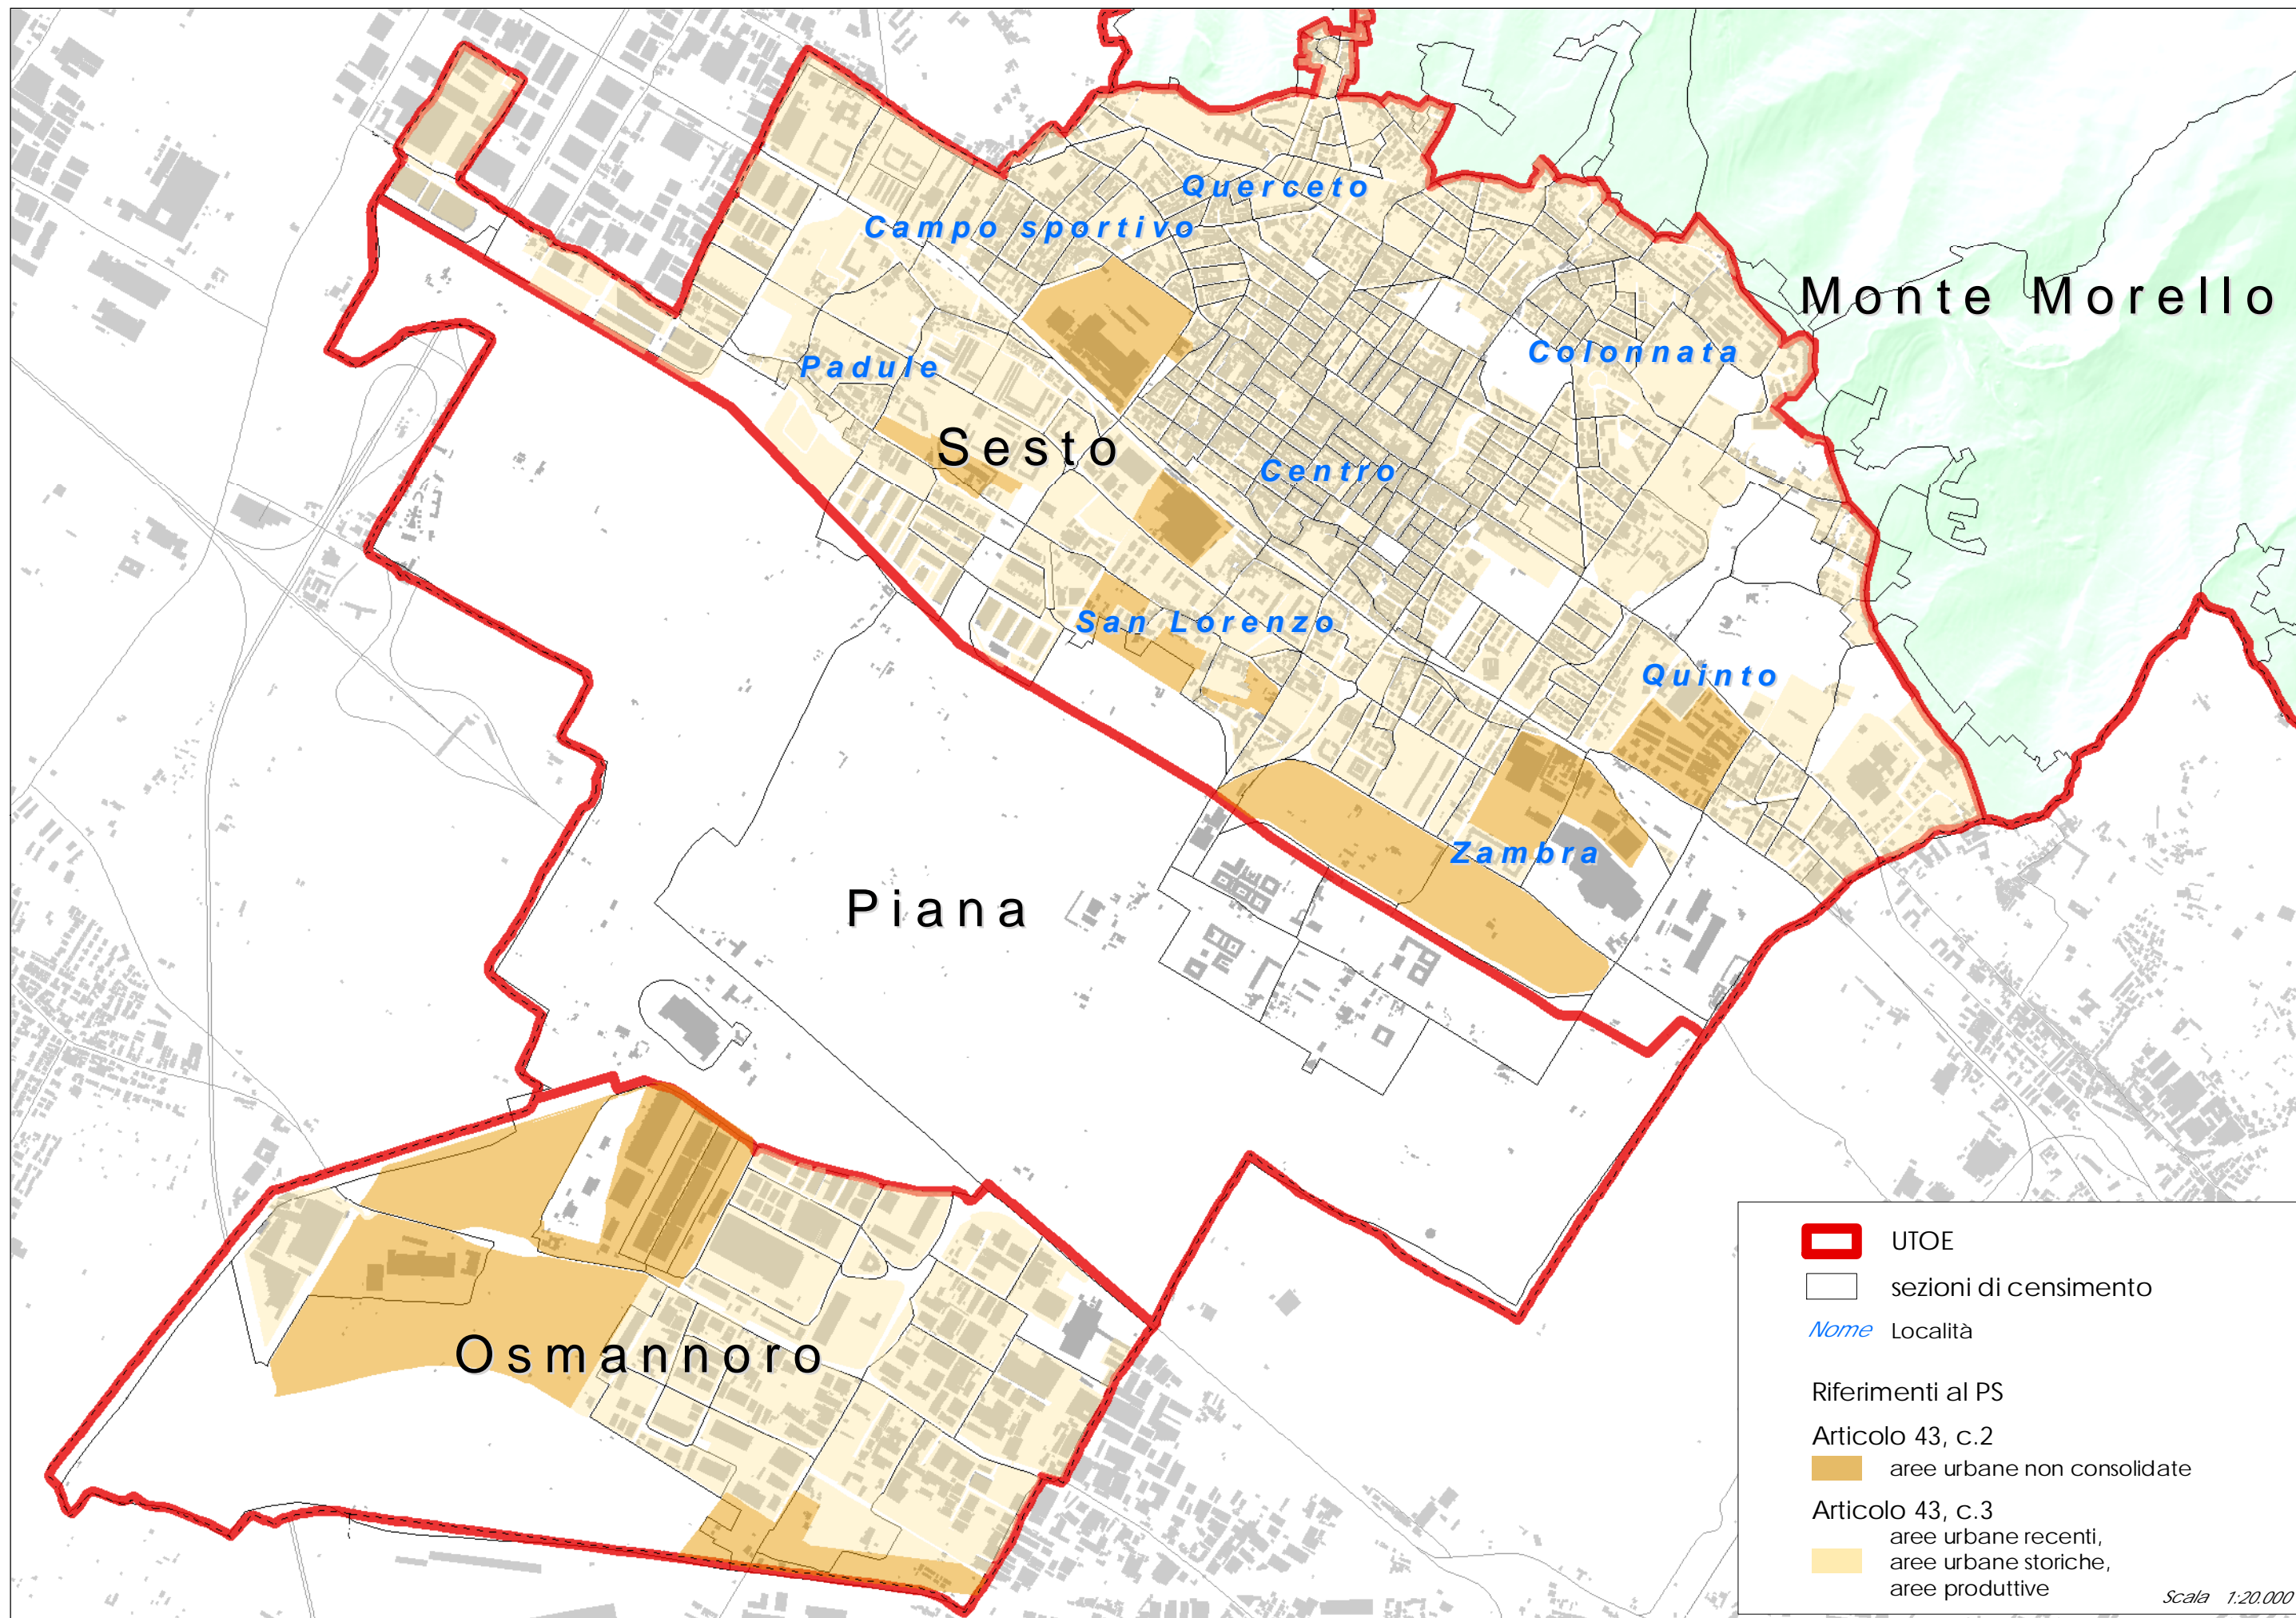 Querceto
Campo sportivo
Monte Morello
Colonnata
Padule
Sesto
Centro
San Lorenzo
Quinto
Zambra
Piana
Osmannoro
UTOE
sezioni di censimento
Nome Località
Riferimenti al PS
Articolo 43, c.2
aree urbane non consolidate
Articolo 43, c.3
aree urbane recenti,
aree urbane storiche,
aree produttive
Scala 1:20.000